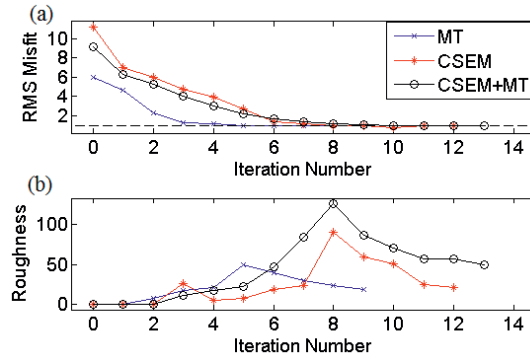 (a)
RMS Misfit
10
8
6
4
2
MT
CSEM
CSEM+MT
0 2 4 6 8 10 12 14
Iteration Number
(b)
Roughness
100
50
0
0 2 4 6 8 10 12 14
Iteration Number